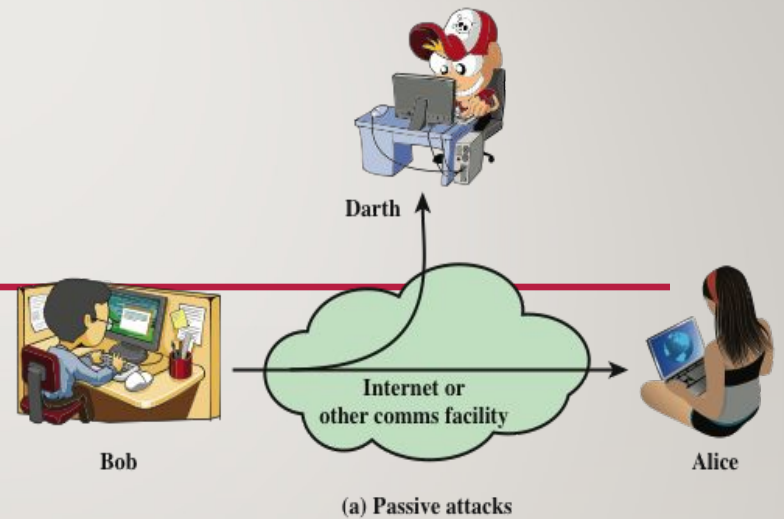 Darth
Internet or
other comms facility
Bob
Alice
(a) Passive attacks